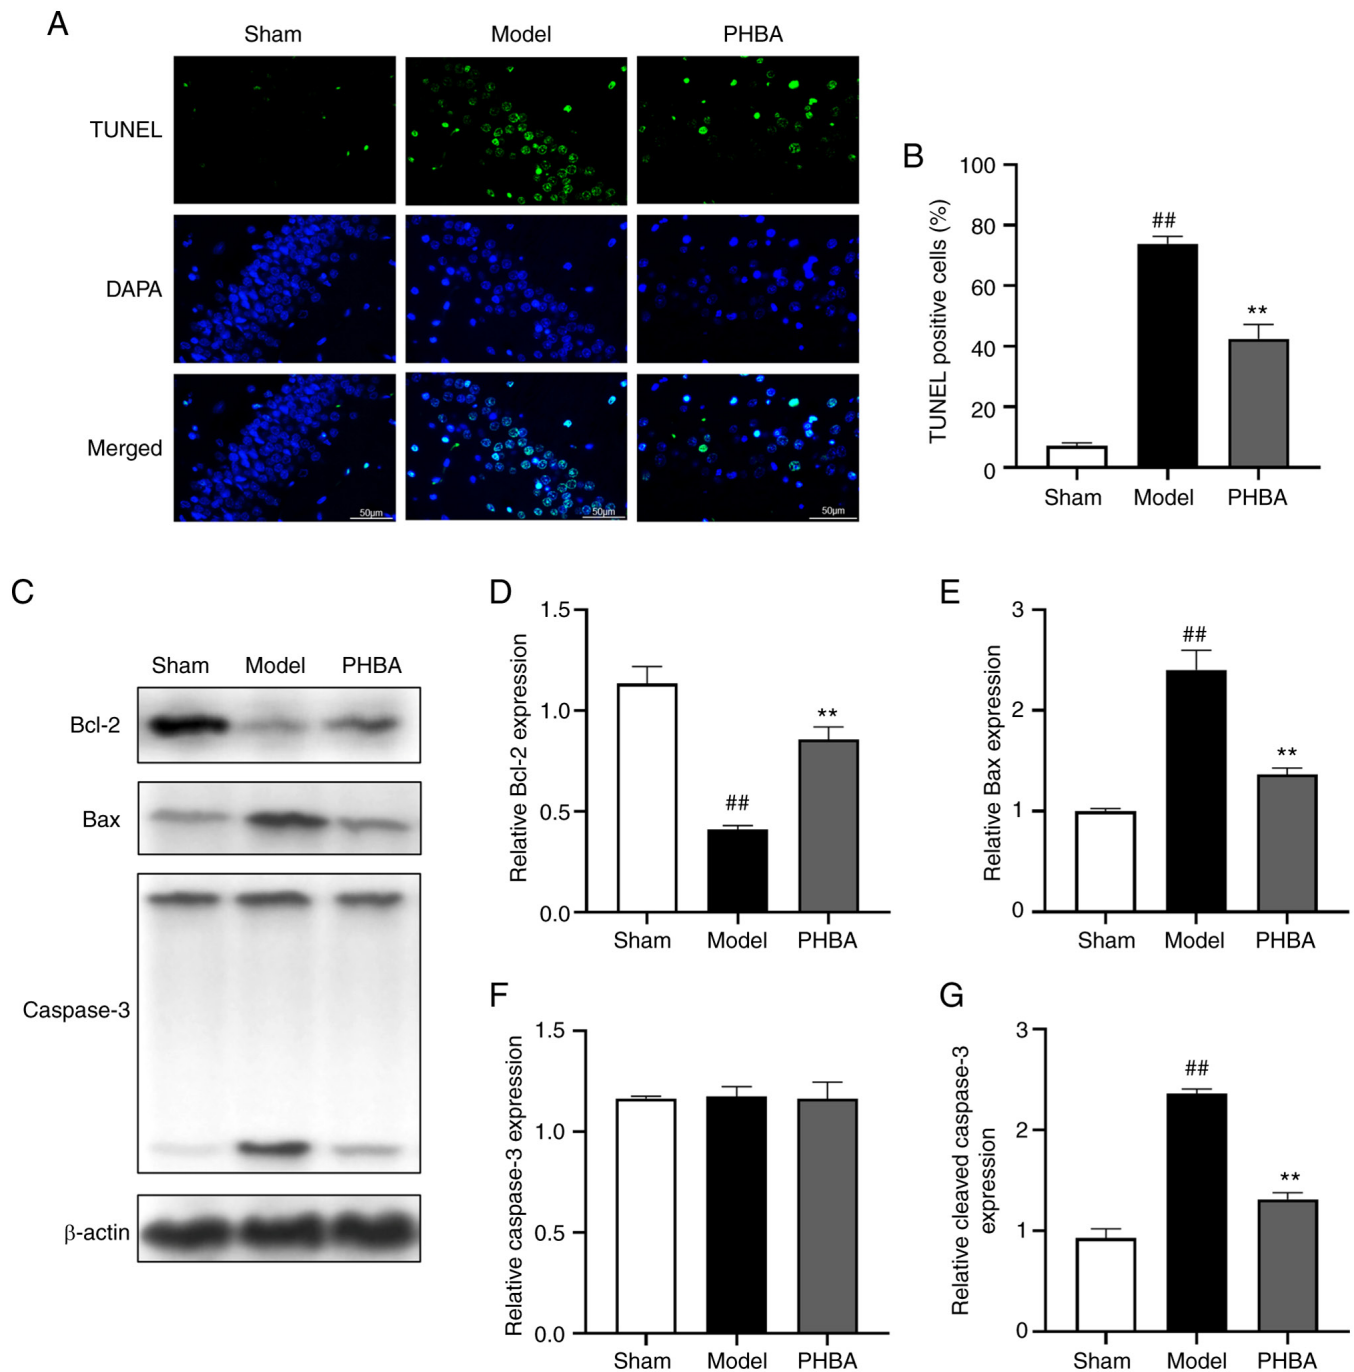 A
Sham Model PHBA
TUNEL
DAPA
Merged
50μm 50μm 50μm
B
TUNEL positive cells (%)
100
80
60
40
20
0
##
**
Sham Model PHBA
C
Sham Model PHBA
Bcl-2
Bax
Caspase-3
β-actin
D
Relative Bcl-2 expression
1.5
1.0
0.5
0.0
##
**
Sham Model PHBA
E
Relative Bax expression
3
2
1
0
##
**
Sham Model PHBA
F
Relative caspase-3 expression
1.5
1.0
0.5
0.0
Sham Model PHBA
G
Relative cleaved caspase-3
expression
3
2
1
0
##
**
Sham Model PHBA